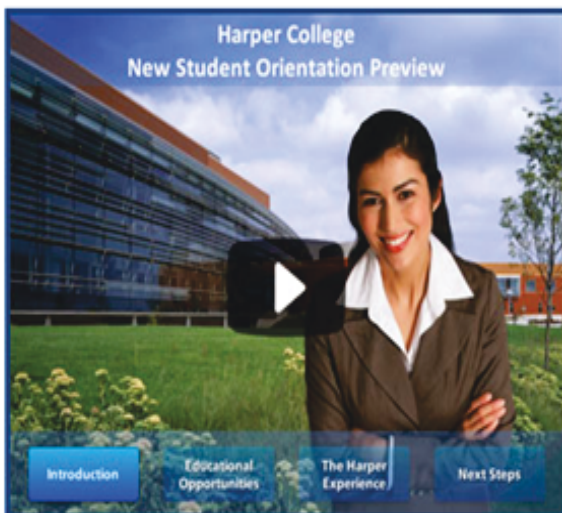 Harper College
New Student Orientation Preview
Introduction
Educational
Opportunities
The Harper
Experience
Next Steps